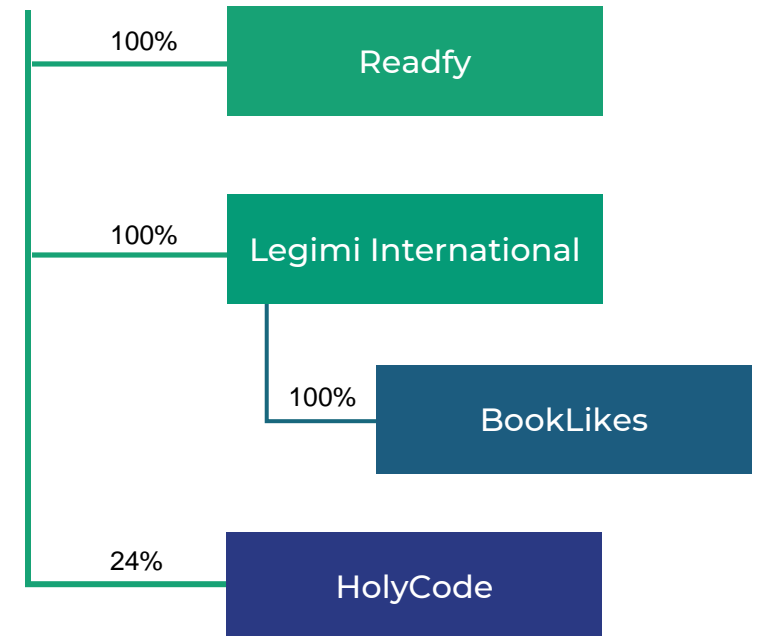 100%
Readfy
100%
Legimi International
100%
BookLikes
24%
HolyCode